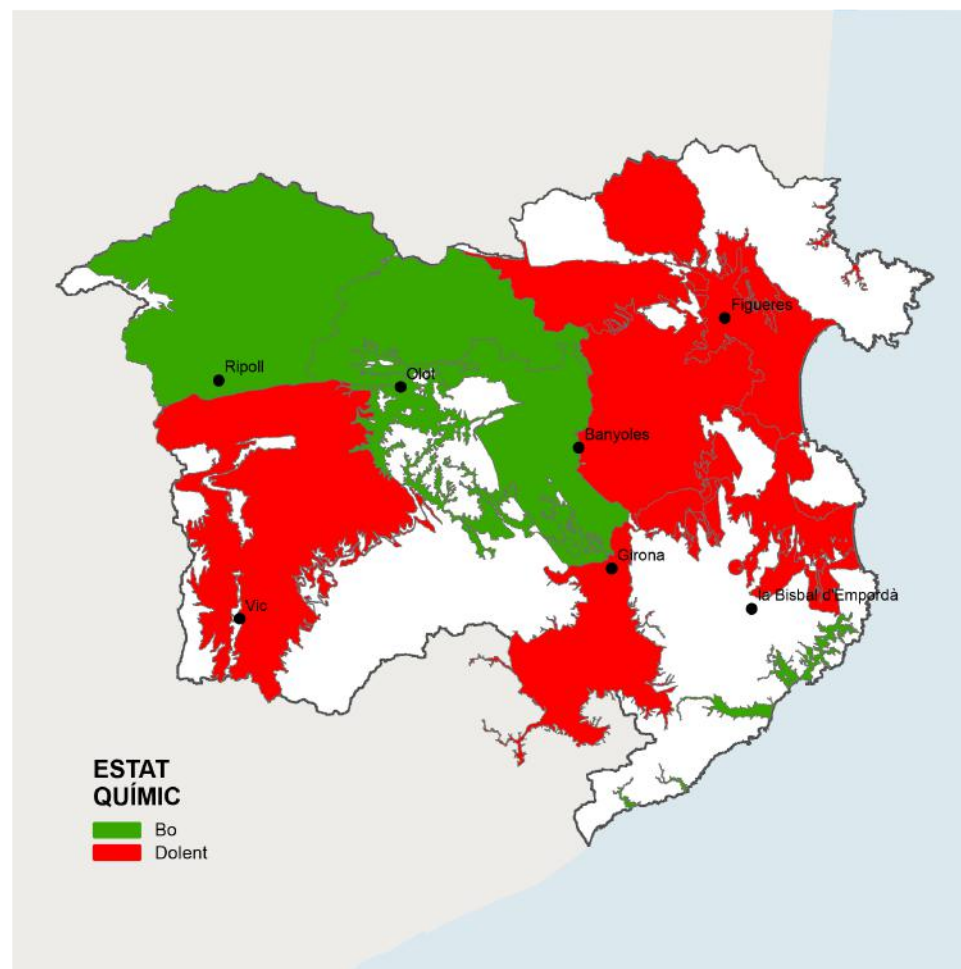 Figueres
Ripoll
Olot
Banyoles
Girona
la Bisbal d'Empordà
Vic
ESTAT
QUÍMIC
Bo
Dolent